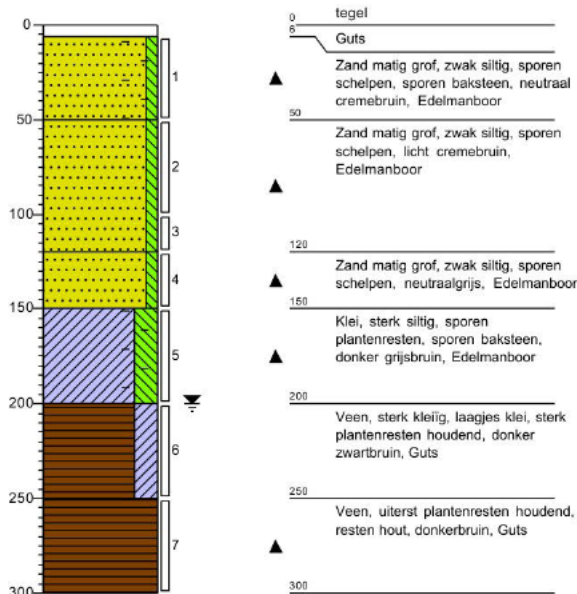 0
50
100
150
200
250
300
1
2
3
4
5
6
7
0
tegel
6
Guts
Zand matig grof, zwak siltig, sporen
schelpen, sporen baksteen, neutraal
cremebruin, Edelmanboor
50
Zand matig grof, zwak siltig, sporen
schelpen, licht cremebruin,
Edelmanboor
120
Zand matig grof, zwak siltig, sporen
schelpen, neutraalgrijs, Edelmanboor
150
Klei, sterk siltig, sporen
plantenresten, sporen baksteen,
donker grijsbruin, Edelmanboor
200
Veen, sterk kleiïg, laagjes klei, sterk
plantenresten houdend, donker
zwartbruin, Guts
250
Veen, uiterst plantenresten houdend,
resten hout, donkerbruin, Guts
300